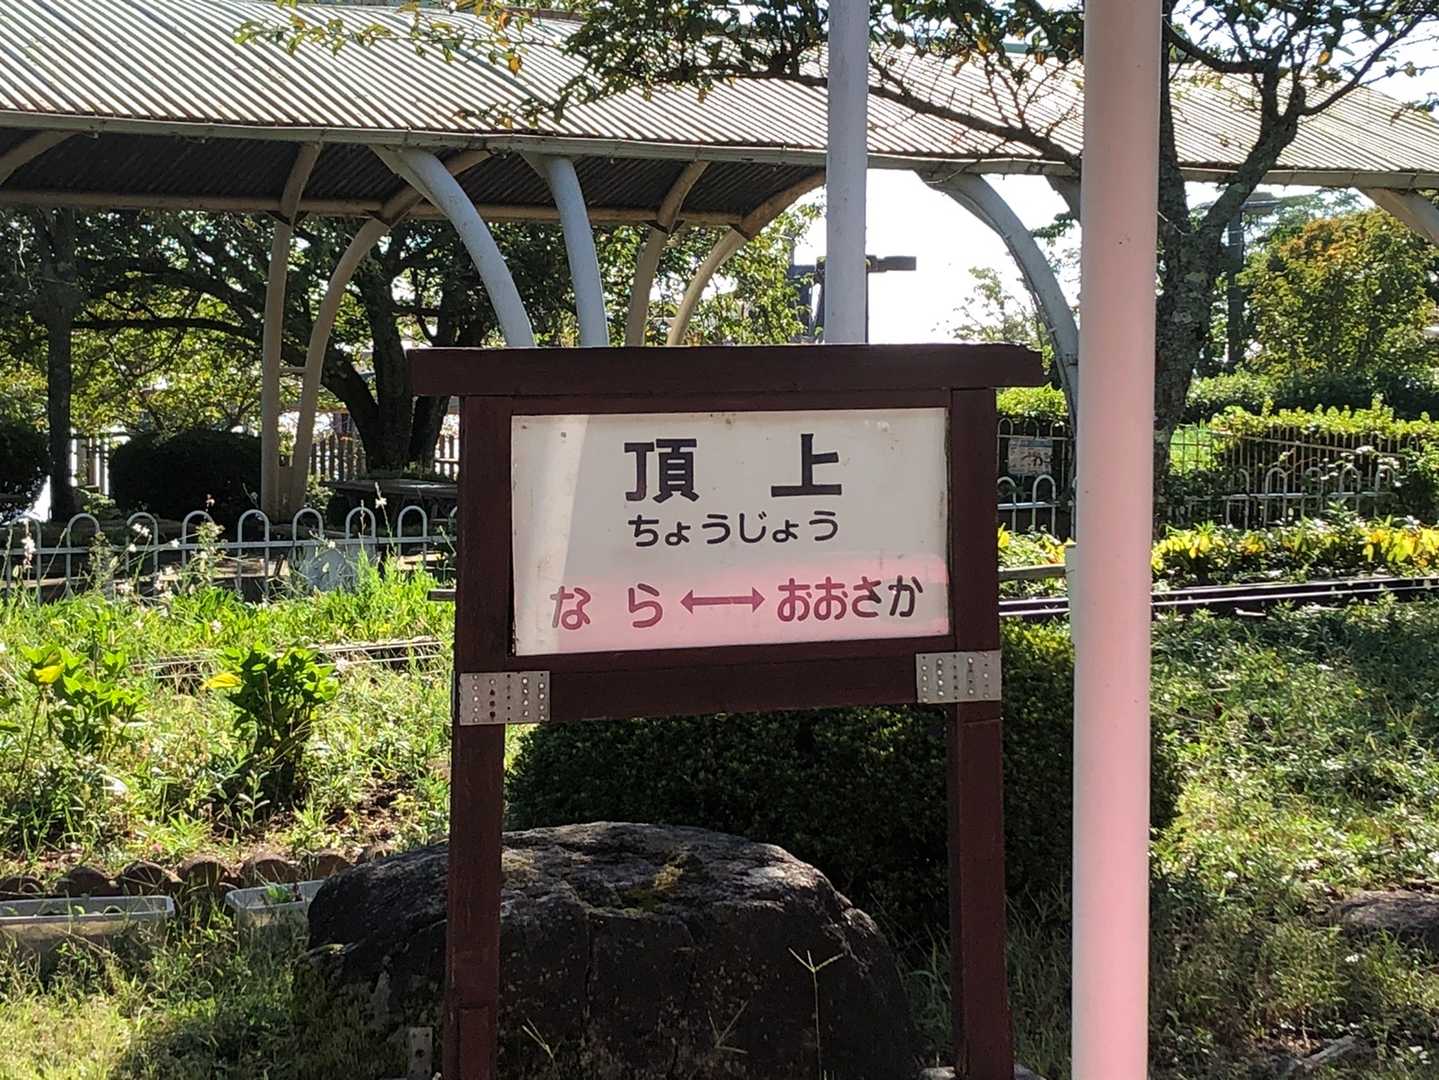 頂 上
ちょうじょう
な ら ↔ おおさか